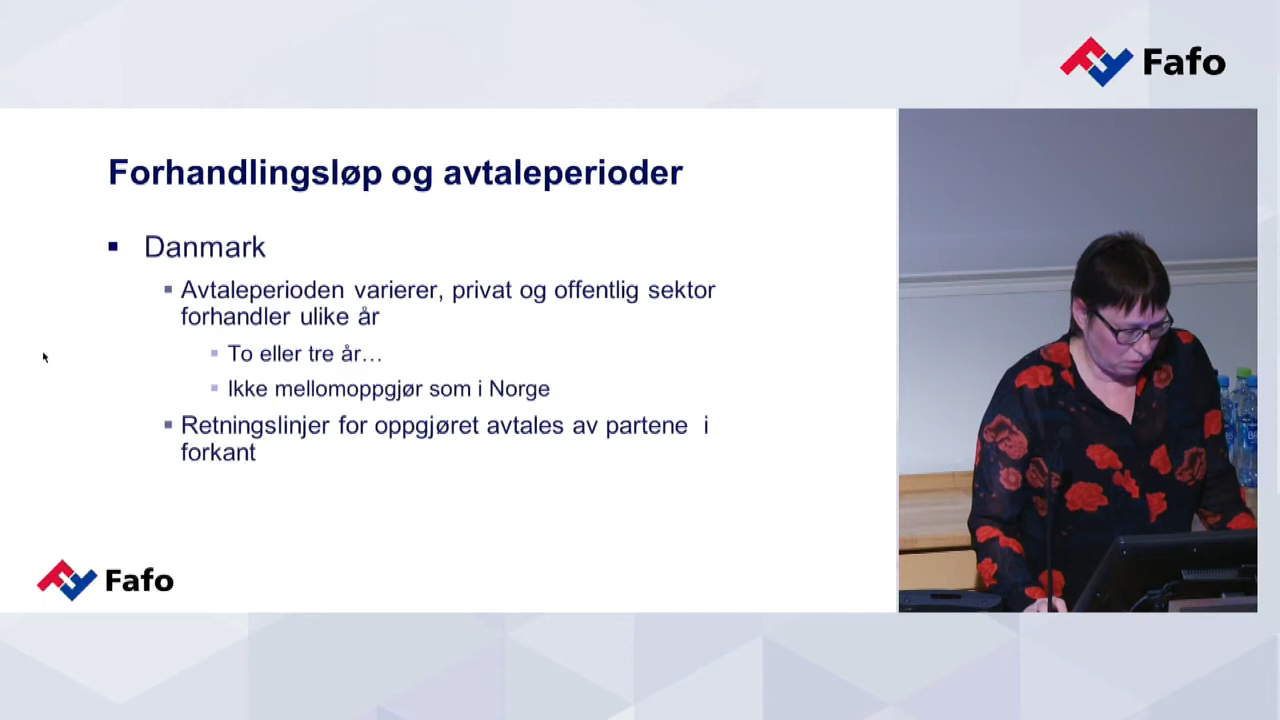 Fafo
Forhandlingsløp og avtaleperioder
Danmark
Avtaleperioden varierer, privat og offentlig sektor
forhandler ulike år
To eller tre år…
Ikke mellomoppgjør som i Norge
Retningslinjer for oppgjøret avtales av partene i
forkant
Fafo